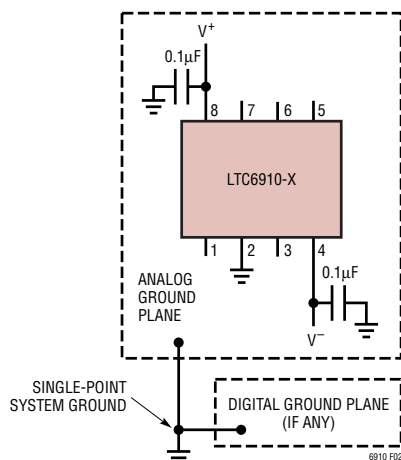 V+
0.1µF
8
7
6
5
LTC6910-X
1
2
3
4
0.1µF
V−
ANALOG
GROUND
PLANE
SINGLE-POINT
SYSTEM GROUND
DIGITAL GROUND PLANE
(IF ANY)
6910 F02